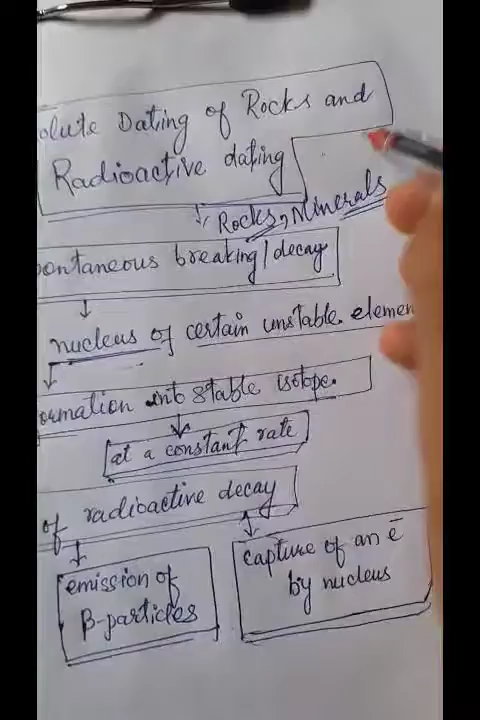 olute Dating of Rocks and
Radioactive dating
Rocks, Minerals
pontaneous breaking/decay
nucleus of certain unstable elemen
ormation into stable isotope.
at a constant rate
of radioactive decay
emission of
β-particles
capture of an ē
by nucleus